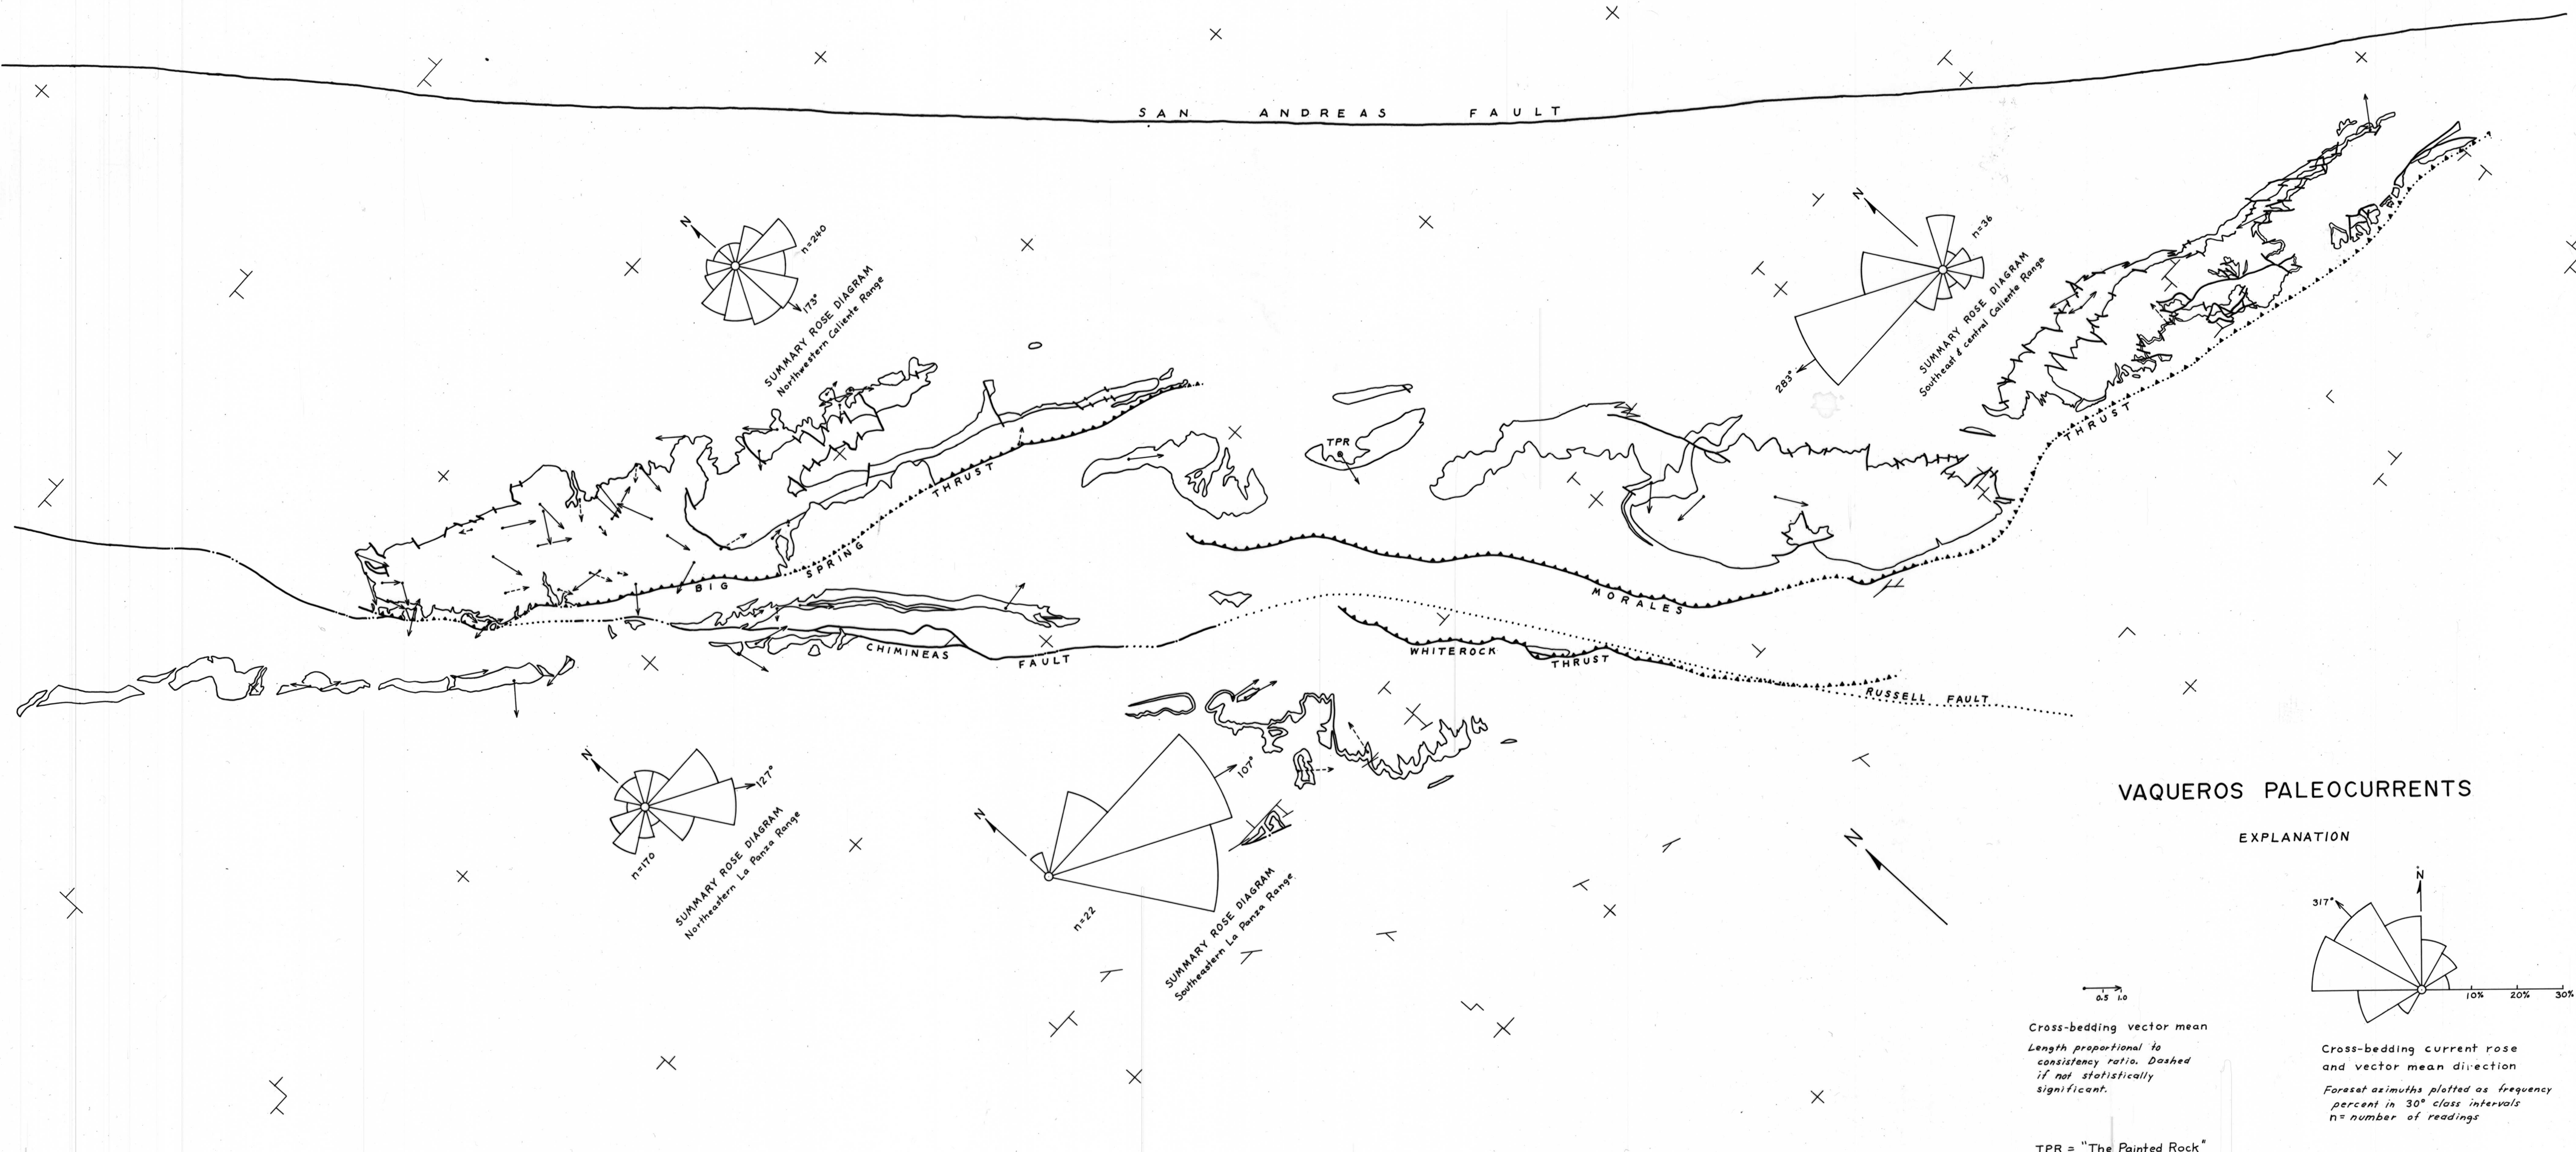 SAN ANDREAS FAULT
N
n=240
173°
SUMMARY ROSE DIAGRAM
Northwestern Caliente Range
N
n=36
283°
SUMMARY ROSE DIAGRAM
Southeast & central Caliente Range
TPR
THRUST
BIG SPRING THRUST
MORALES
CHIMINEAS FAULT
WHITEROCK THRUST
RUSSELL FAULT
N
127°
n=170
SUMMARY ROSE DIAGRAM
Northeastern La Panza Range
N
107°
n=22
SUMMARY ROSE DIAGRAM
Southeastern La Panza Range
N
VAQUEROS PALEOCURRENTS
EXPLANATION
N
317°
10% 20% 30%
0.5 1.0
Cross-bedding vector mean
Length proportional to
consistency ratio. Dashed
if not statistically
significant.
Cross-bedding current rose
and vector mean direction
Foreset azimuths plotted as frequency
percent in 30° class intervals
n= number of readings
TPR = "The Painted Rock"